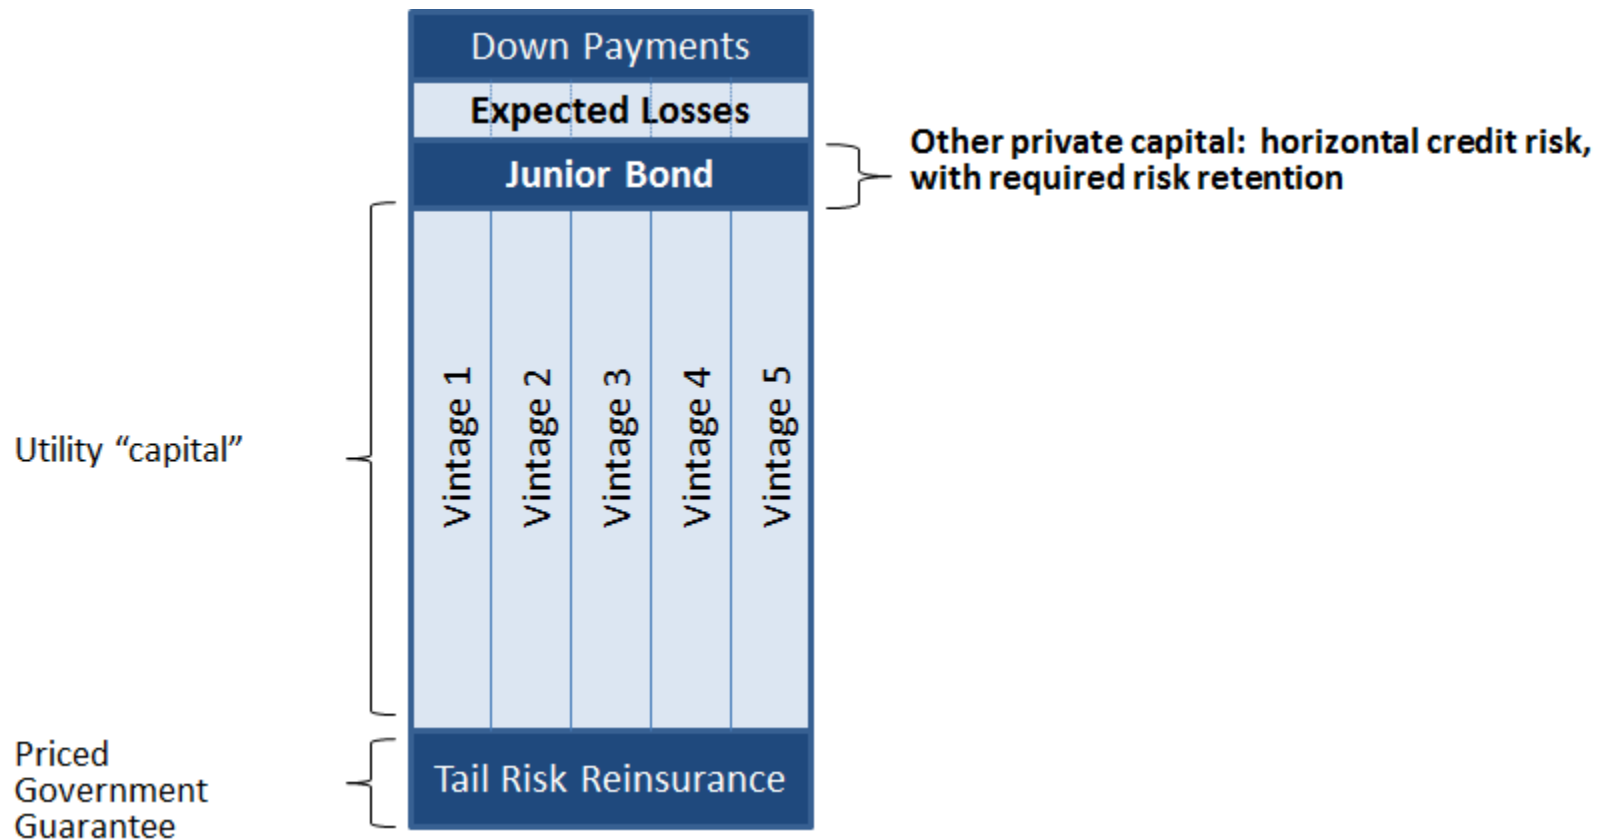 Down Payments
Expected Losses
Junior Bond
Other private capital:  horizontal credit risk,
with required risk retention
Utility “capital”
Vintage 1
Vintage 2
Vintage 3
Vintage 4
Vintage 5
Priced
Government
Guarantee
Tail Risk Reinsurance